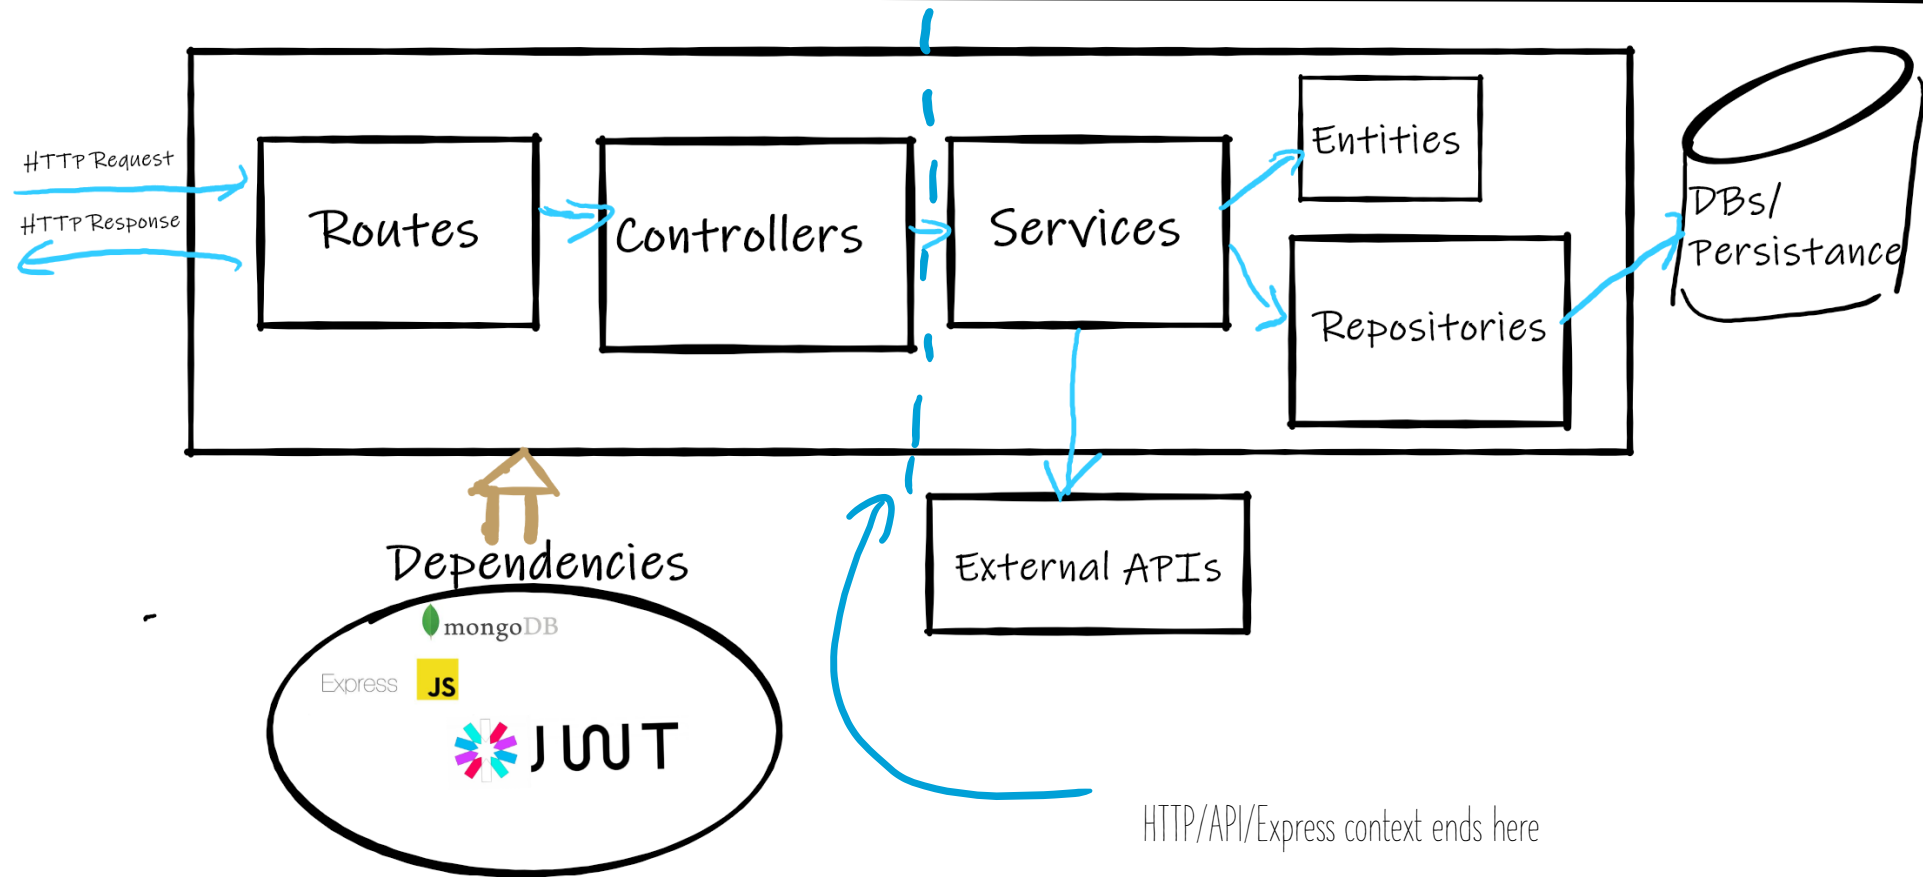 HTTP Request
HTTP Response
Routes
Controllers
Services
Entities
Repositories
DBs/
Persistance
External APIs
Dependencies
mongoDB
Express
JS
JWT
HTTP/API/Express context ends here